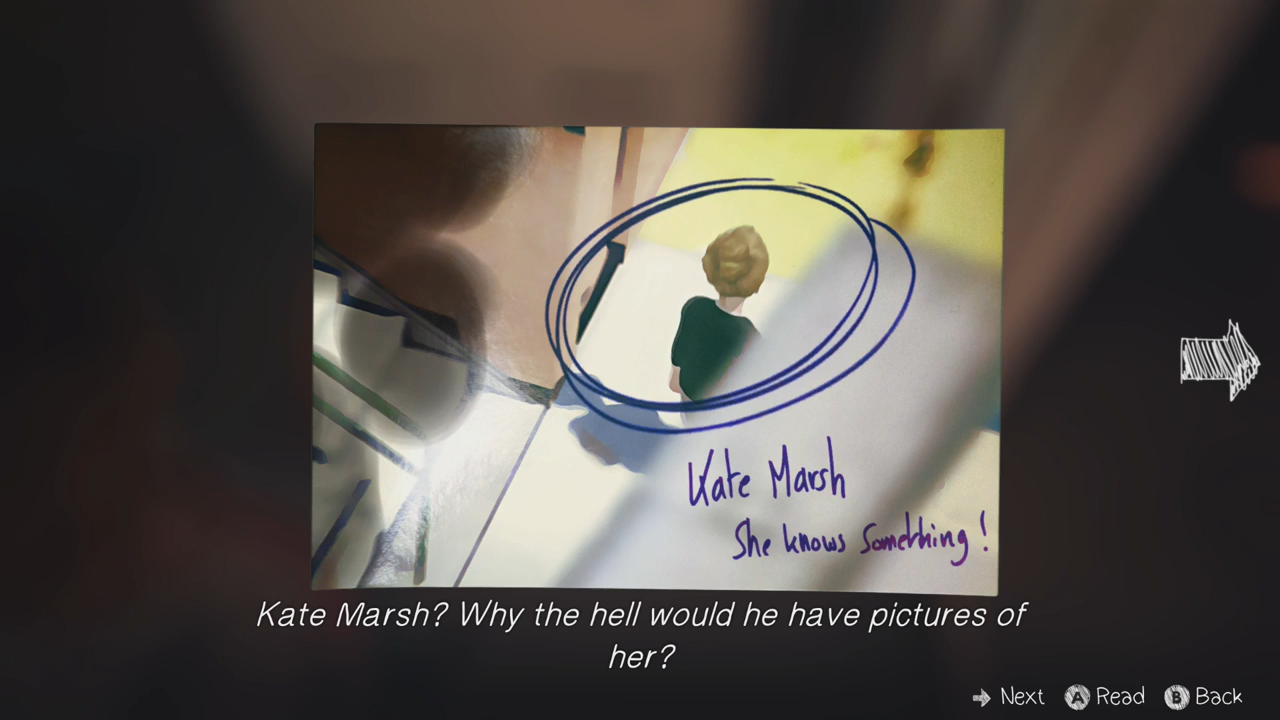 Kate Marsh
She knows something!
Kate Marsh? Why the hell would he have pictures of
her?
Next A Read B Back